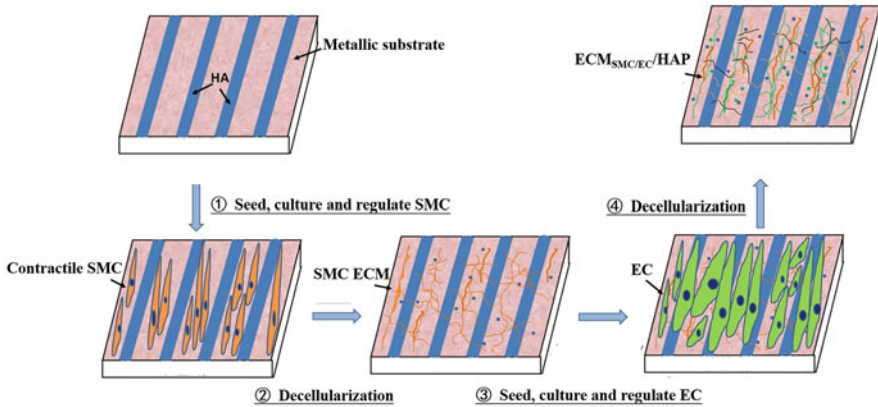 Metallic substrate
HA
① Seed, culture and regulate SMC
Contractile SMC
② Decellularization
SMC ECM
③ Seed, culture and regulate EC
EC
④ Decellularization
ECM_SMC/EC/HAP